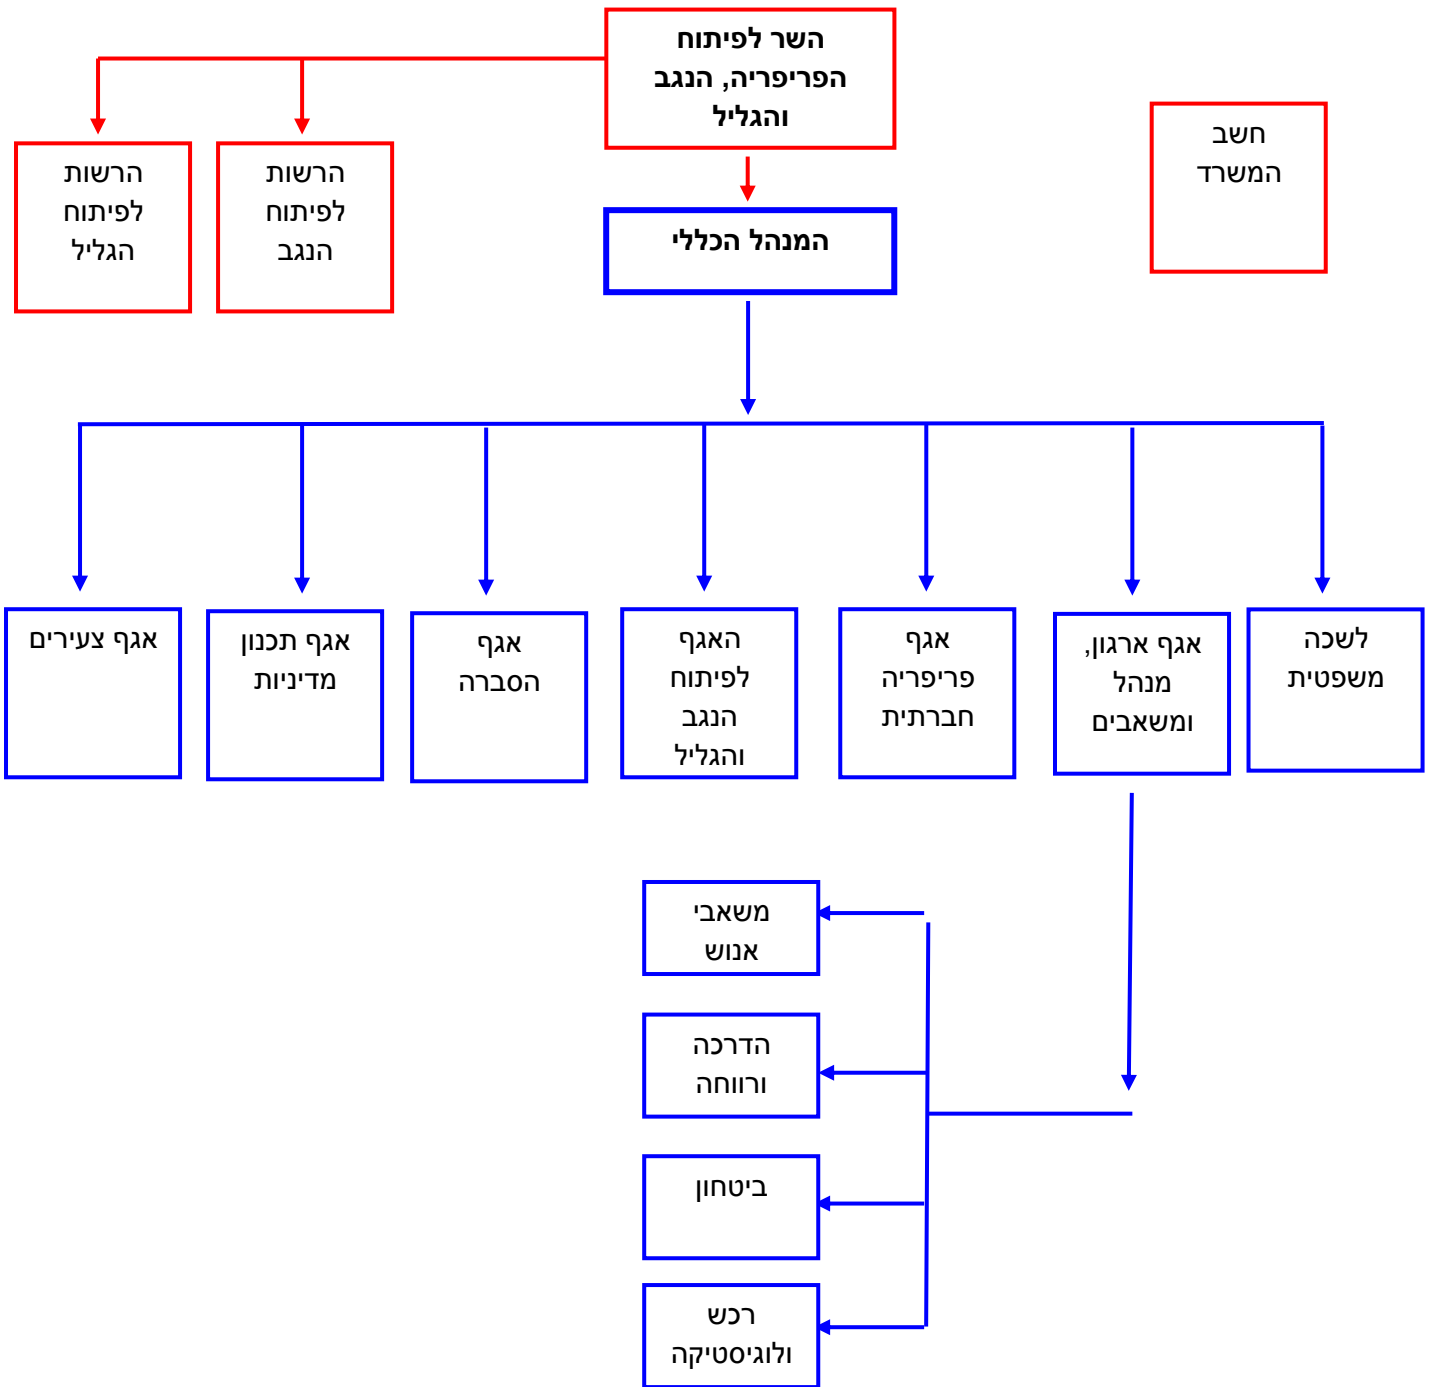 השר לפיתוח
הפריפריה, הנגב
והגליל
חשב
המשרד
הרשות
לפיתוח
הנגב
הרשות
לפיתוח
הגליל
המנהל הכללי
לשכה
משפטית
אגף ארגון,
מנהל
ומשאבים
אגף
פריפריה
חברתית
האגף
לפיתוח
הנגב
והגליל
אגף
הסברה
אגף תכנון
מדיניות
אגף צעירים
משאבי
אנוש
הדרכה
ורווחה
ביטחון
רכש
ולוגיסטיקה